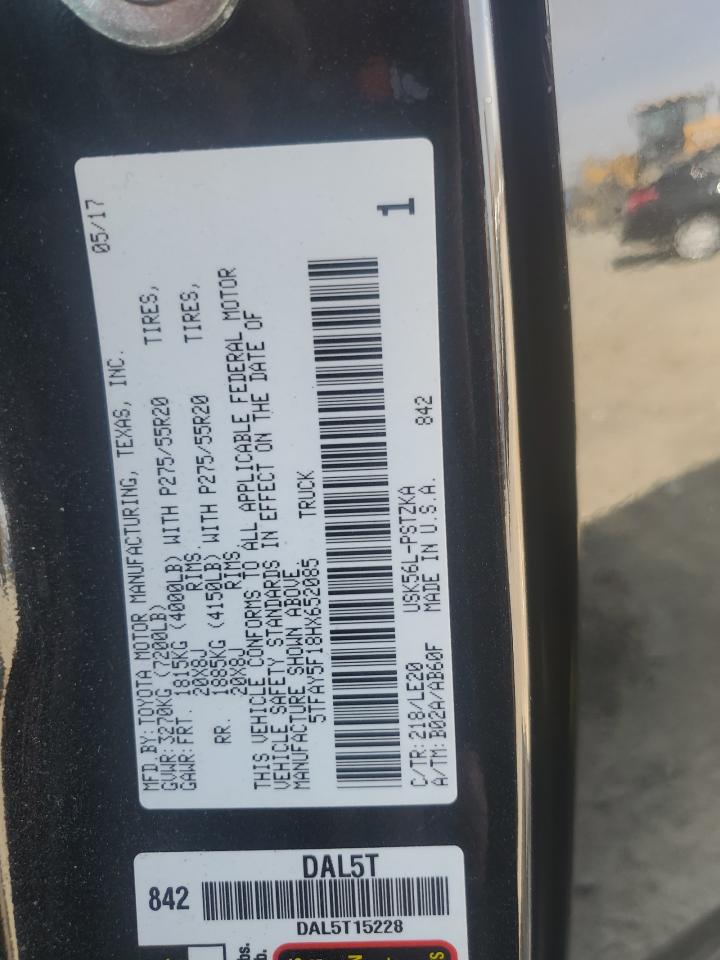 MFD.BY:TOYOTA MOTOR MANUFACTURING, TEXAS, INC. 05/17
GVWR:3270KG (7200LB)
GAWR:FRT. 1815KG (4000LB) WITH P275/55R20 TIRES,
20X8J RIMS.
RR. 1885KG (4150LB) WITH P275/55R20 TIRES,
20X8J RIMS.
THIS VEHICLE CONFORMS TO ALL APPLICABLE FEDERAL MOTOR
VEHICLE SAFETY STANDARDS IN EFFECT ON THE DATE OF
MANUFACTURE SHOWN ABOVE.
5TFAY5F18HX652085 TRUCK
1
C/TR:218/LE20 USK56L-PSTZKA
A/TM:B02A/AB60F MADE IN U.S.A. 842
DAL5T
842
DAL5T15228